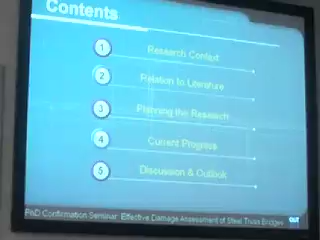 Contents
1 Research Context
2 Relation to Literature
3 Planning the Research
4 Current Progress
5 Discussion & Outlook
PhD Confirmation Seminar: Effective Damage Assessment of Steel Truss Bridges